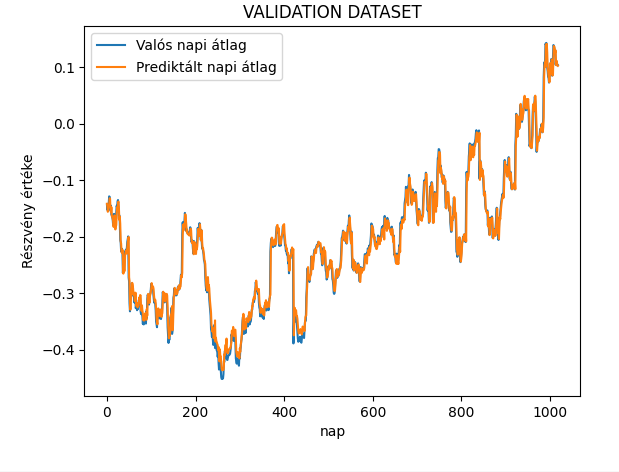 VALIDATION DATASET
Valós napi átlag
Prediktált napi átlag
Részvény értéke
0.1
0.0
−0.1
−0.2
−0.3
−0.4
0 200 400 600 800 1000
nap